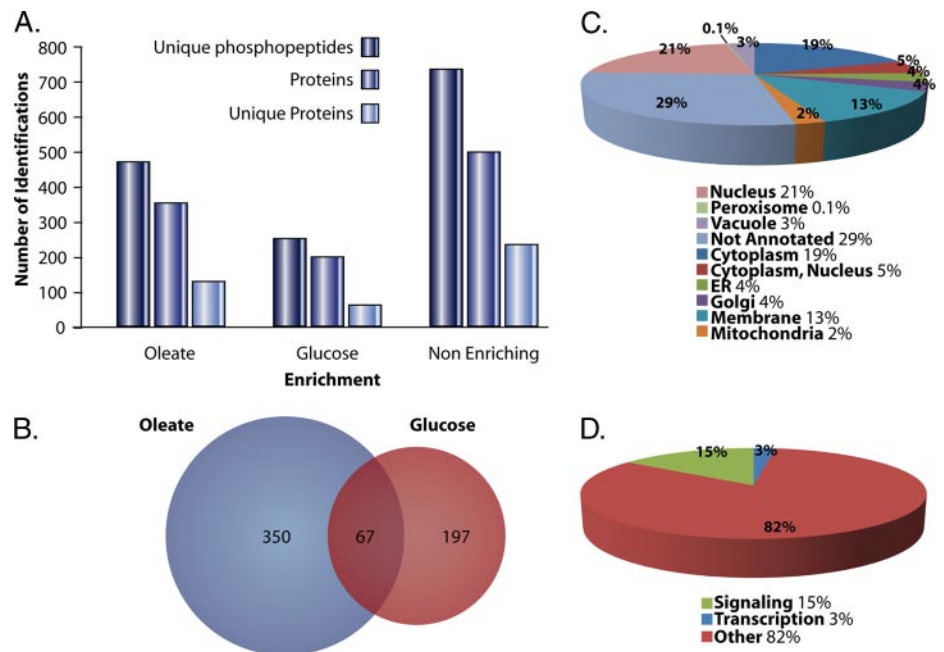 A.
800
700
600
500
400
300
200
100
0
Number of Identifications
Unique phosphopeptides
Proteins
Unique Proteins
Oleate
Glucose
Non Enriching
Enrichment
B.
Oleate
Glucose
350
67
197
C.
0.1%
3%
19%
21%
5%
4%
4%
29%
2%
13%
Nucleus 21%
Peroxisome 0.1%
Vacuole 3%
Not Annotated 29%
Cytoplasm 19%
Cytoplasm, Nucleus 5%
ER 4%
Golgi 4%
Membrane 13%
Mitochondria 2%
D.
15%
3%
82%
Signaling 15%
Transcription 3%
Other 82%